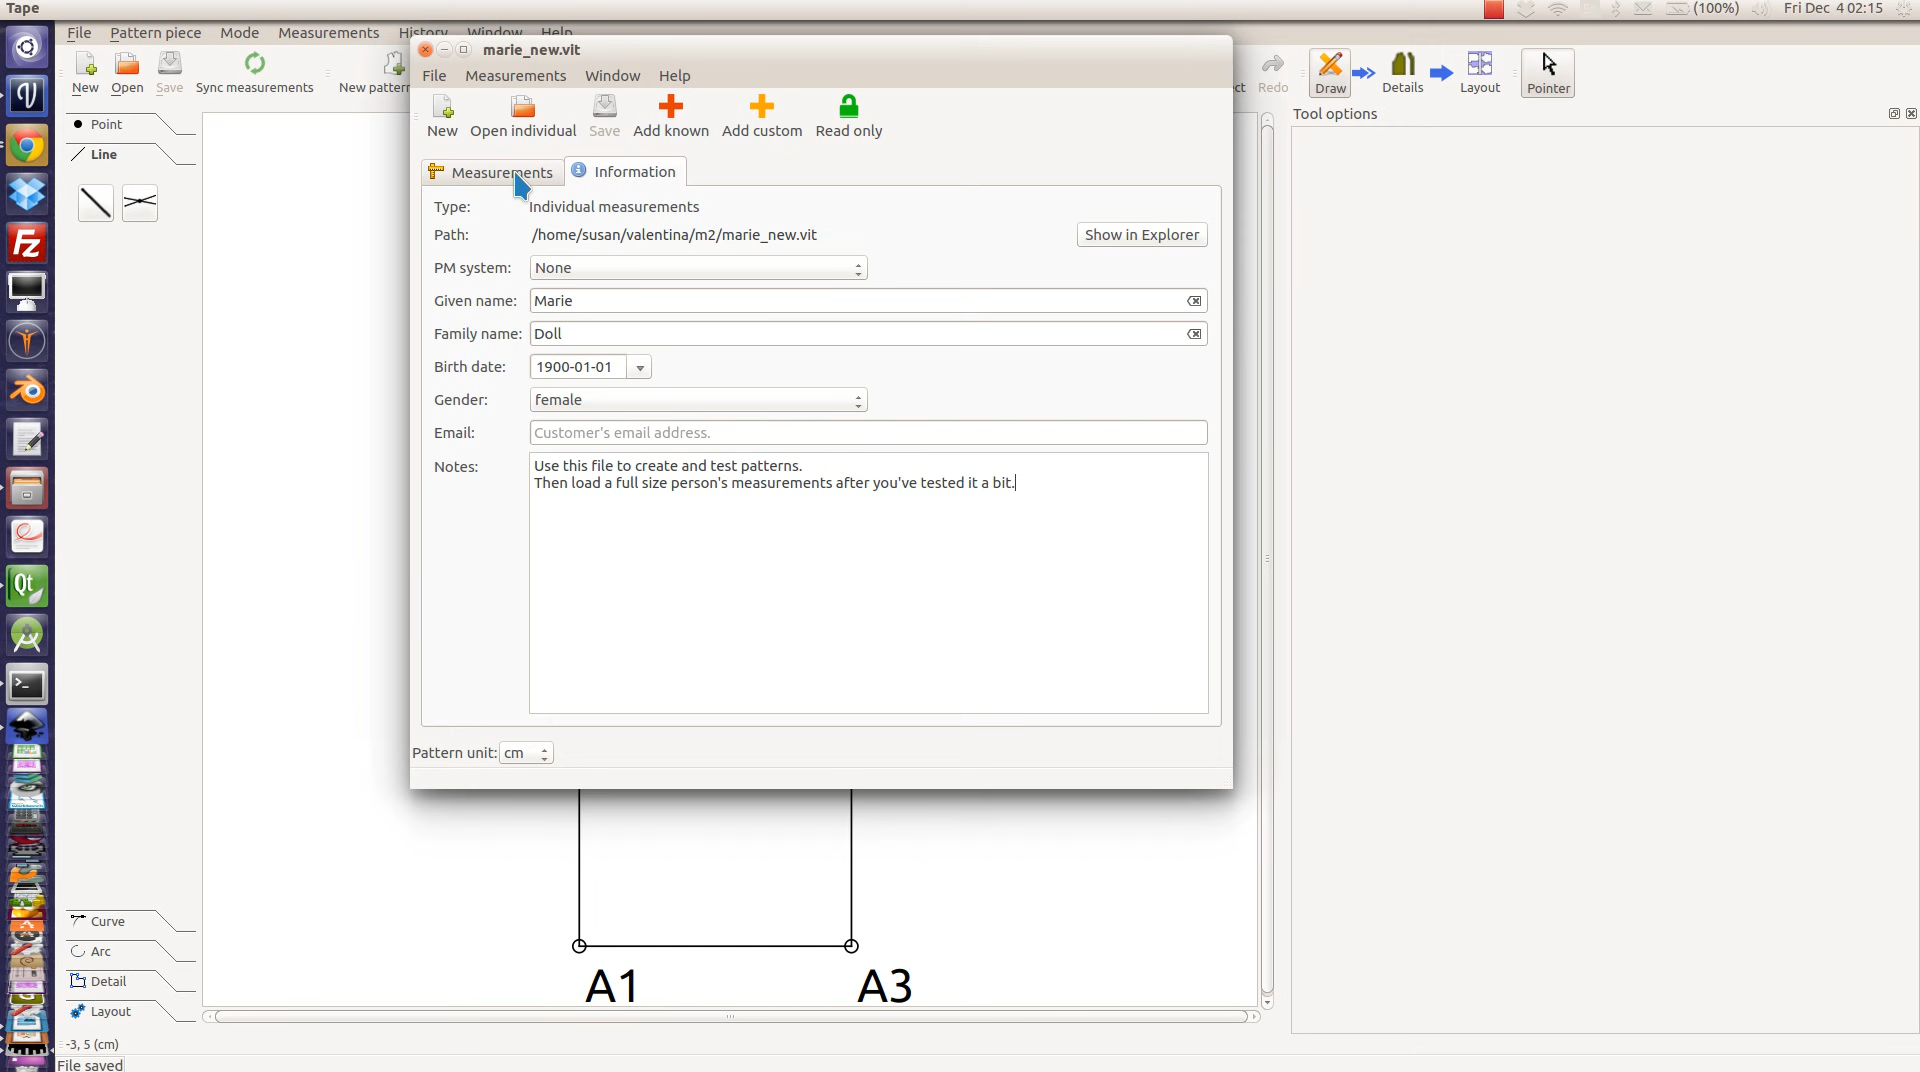 Tape
(100%)
Fri Dec 4 02:15
File Pattern piece Mode Measurements History Window Help
New Open Save Sync measurements New pattern
Redo
Draw Details Layout Pointer
Point
Line
Curve
Arc
Detail
Layout
-3, 5 (cm)
File saved
Tool options
marie_new.vit
File Measurements Window Help
New Open individual Save Add known Add custom Read only
Measurements Information
Type: Individual measurements
Path: /home/susan/valentina/m2/marie_new.vit Show in Explorer
PM system: None
Given name: Marie
Family name: Doll
Birth date: 1900-01-01
Gender: female
Email: Customer's email address.
Notes: Use this file to create and test patterns.
Then load a full size person's measurements after you've tested it a bit.
Pattern unit: cm
A1 A3
Qt